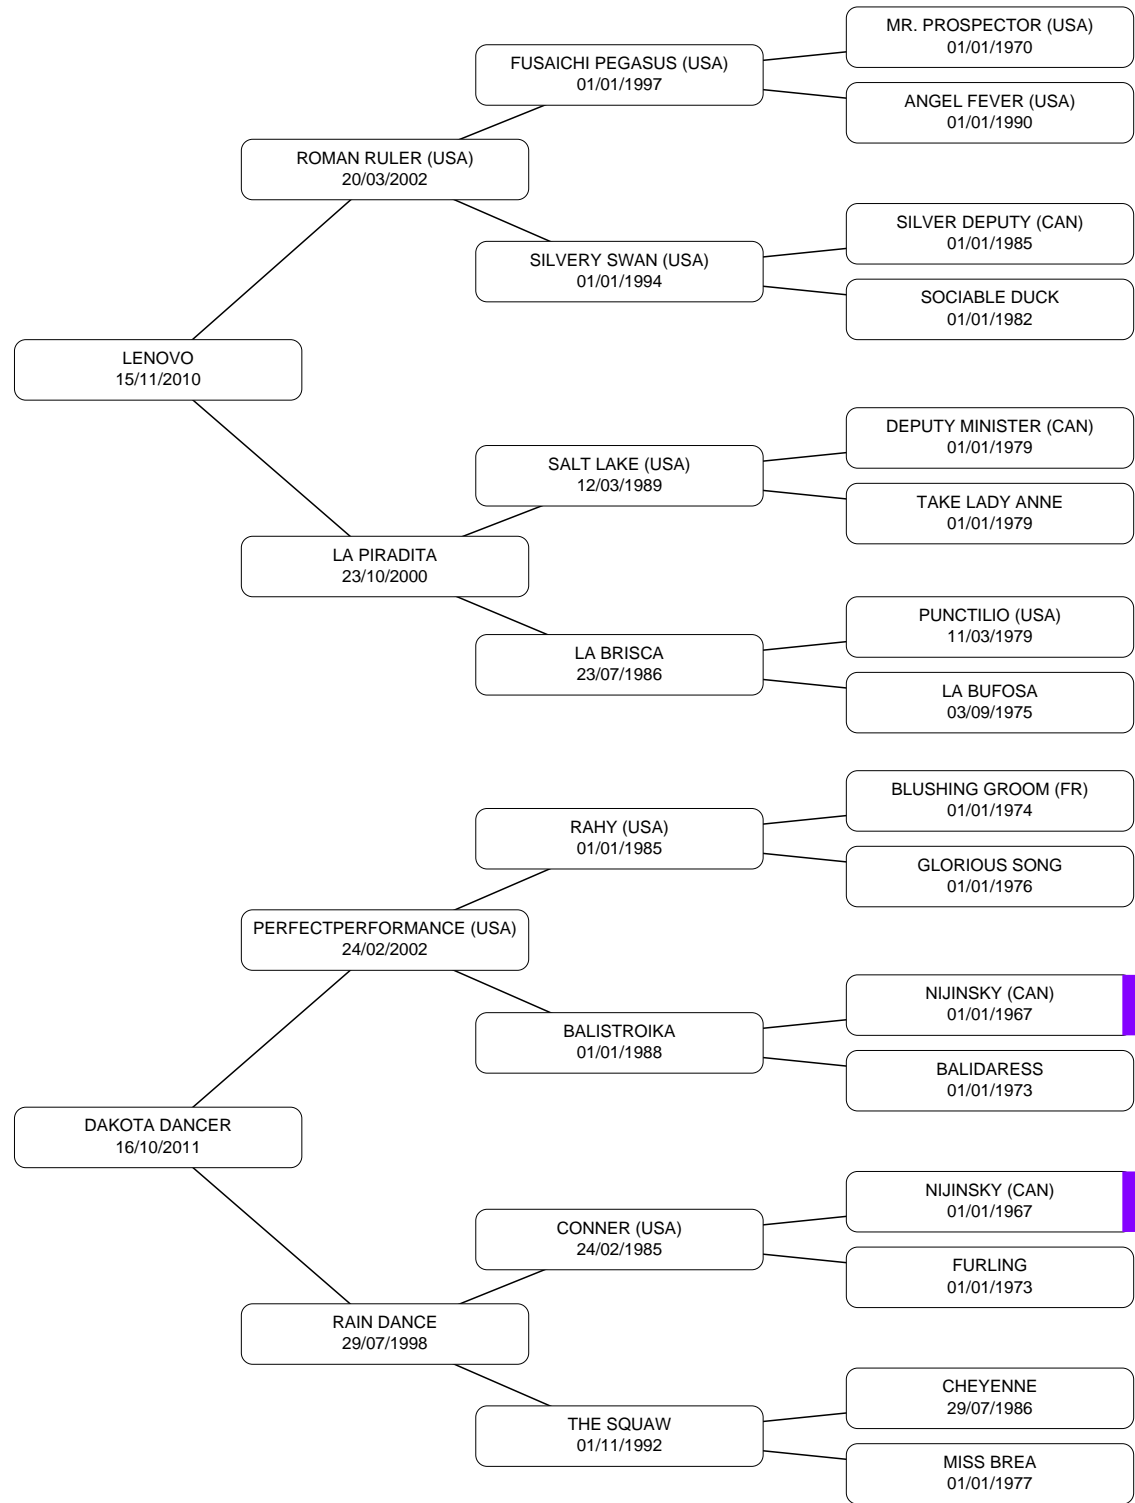 MR. PROSPECTOR (USA)
01/01/1970
FUSAICHI PEGASUS (USA)
01/01/1997
ANGEL FEVER (USA)
01/01/1990
ROMAN RULER (USA)
20/03/2002
SILVER DEPUTY (CAN)
01/01/1985
SILVERY SWAN (USA)
01/01/1994
SOCIABLE DUCK
01/01/1982
LENOVO
15/11/2010
DEPUTY MINISTER (CAN)
01/01/1979
SALT LAKE (USA)
12/03/1989
TAKE LADY ANNE
01/01/1979
LA PIRADITA
23/10/2000
PUNCTILIO (USA)
11/03/1979
LA BRISCA
23/07/1986
LA BUFOSA
03/09/1975
BLUSHING GROOM (FR)
01/01/1974
RAHY (USA)
01/01/1985
GLORIOUS SONG
01/01/1976
PERFECTPERFORMANCE (USA)
24/02/2002
NIJINSKY (CAN)
01/01/1967
BALISTROIKA
01/01/1988
BALIDARESS
01/01/1973
DAKOTA DANCER
16/10/2011
NIJINSKY (CAN)
01/01/1967
CONNER (USA)
24/02/1985
FURLING
01/01/1973
RAIN DANCE
29/07/1998
CHEYENNE
29/07/1986
THE SQUAW
01/11/1992
MISS BREA
01/01/1977